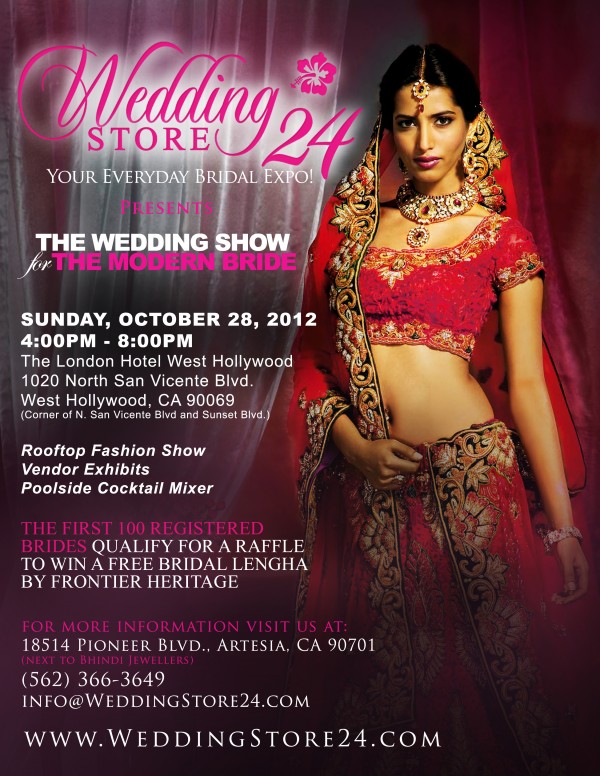 Wedding
STORE 24
YOUR EVERYDAY BRIDAL EXPO!
PRESENTS
THE WEDDING SHOW
for THE MODERN BRIDE
SUNDAY, OCTOBER 28, 2012
4:00PM - 8:00PM
The London Hotel West Hollywood
1020 North San Vicente Blvd.
West Hollywood, CA 90069
(Corner of N. San Vicente Blvd and Sunset Blvd.)
Rooftop Fashion Show
Vendor Exhibits
Poolside Cocktail Mixer
THE FIRST 100 REGISTERED
BRIDES QUALIFY FOR A RAFFLE
TO WIN A FREE BRIDAL LENGHA
BY FRONTIER HERITAGE
FOR MORE INFORMATION VISIT US AT:
18514 PIONEER BLVD., ARTESIA, CA 90701
(NEXT TO BHINDI JEWELLERS)
(562) 366-3649
INFO@WEDDINGSTORE24.COM
WWW.WEDDINGSTORE24.COM